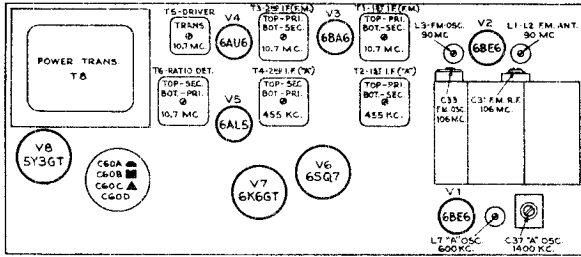 T5-DRIVER
TRANS.
10.7 MC.
V4
6AU6
T3-2ND I.F.(F.M.)
TOP-PRI.
BOT-SEC.
10.7 MC.
V3
6BA6
T1-1ST I.F.(F.M.)
TOP-PRI.
BOT-SEC.
10.7 MC.
L3-FM OSC.
90 MC
V2
6BE6
L1-L2 F.M. ANT.
90 MC
POWER TRANS.
T8
T6-RATIO DET.
TOP-SEC.
BOT-PRI.
10.7 MC
V5
6AL5
T4-2ND I.F. ("A")
TOP-SEC.
BOT.-PRI.
455 KC.
T2-1ST I.F. ("A")
TOP-PRI.
BOT.-SEC.
455 KC.
F.M. OSC.
106 MC.
C31 F.M. R.F.
106 MC.
V8
5Y3GT
C60A
C60B
C60C
C60D
V7
6K6GT
V6
6SQ7
V1
6BE6
L7 "A" OSC.
600 KC.
C37 "A" OSC.
1400 KC.